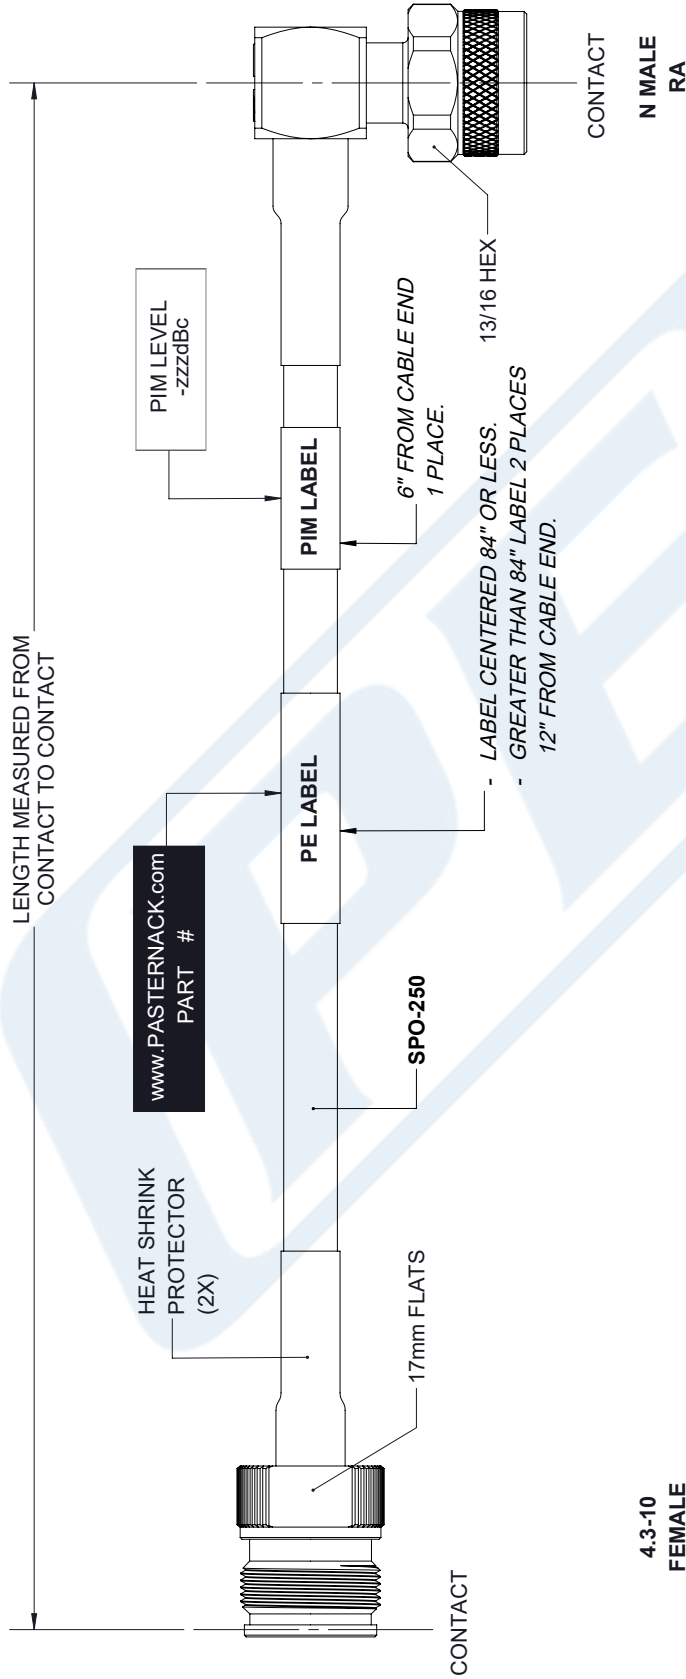 LENGTH MEASURED FROM
CONTACT TO CONTACT
HEAT SHRINK
PROTECTOR
(2X)
www.PASTERNACK.com
PART #
PIM LEVEL
-zzzdBc
PE LABEL
PIM LABEL
17mm FLATS
SPO-250
6" FROM CABLE END
1 PLACE.
- LABEL CENTERED 84" OR LESS.
- GREATER THAN 84" LABEL 2 PLACES
12" FROM CABLE END.
13/16 HEX
CONTACT
CONTACT
4.3-10
FEMALE
N MALE
RA